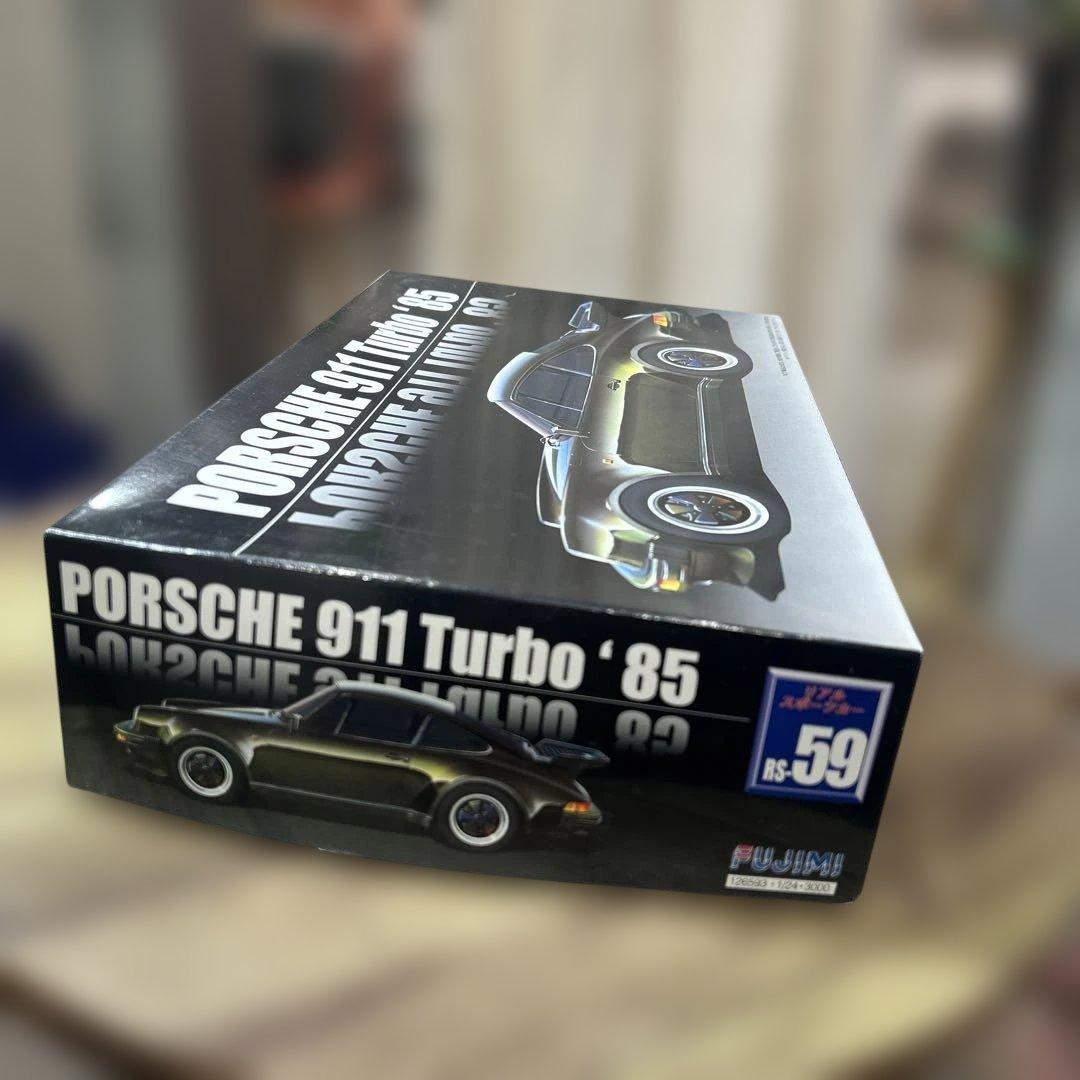 PORSCHE 911 Turbo '85
PORSCHE 911 Turbo '85
リアル
スポーツカー
RS-59
FUJIMI
126593・1/24・3000